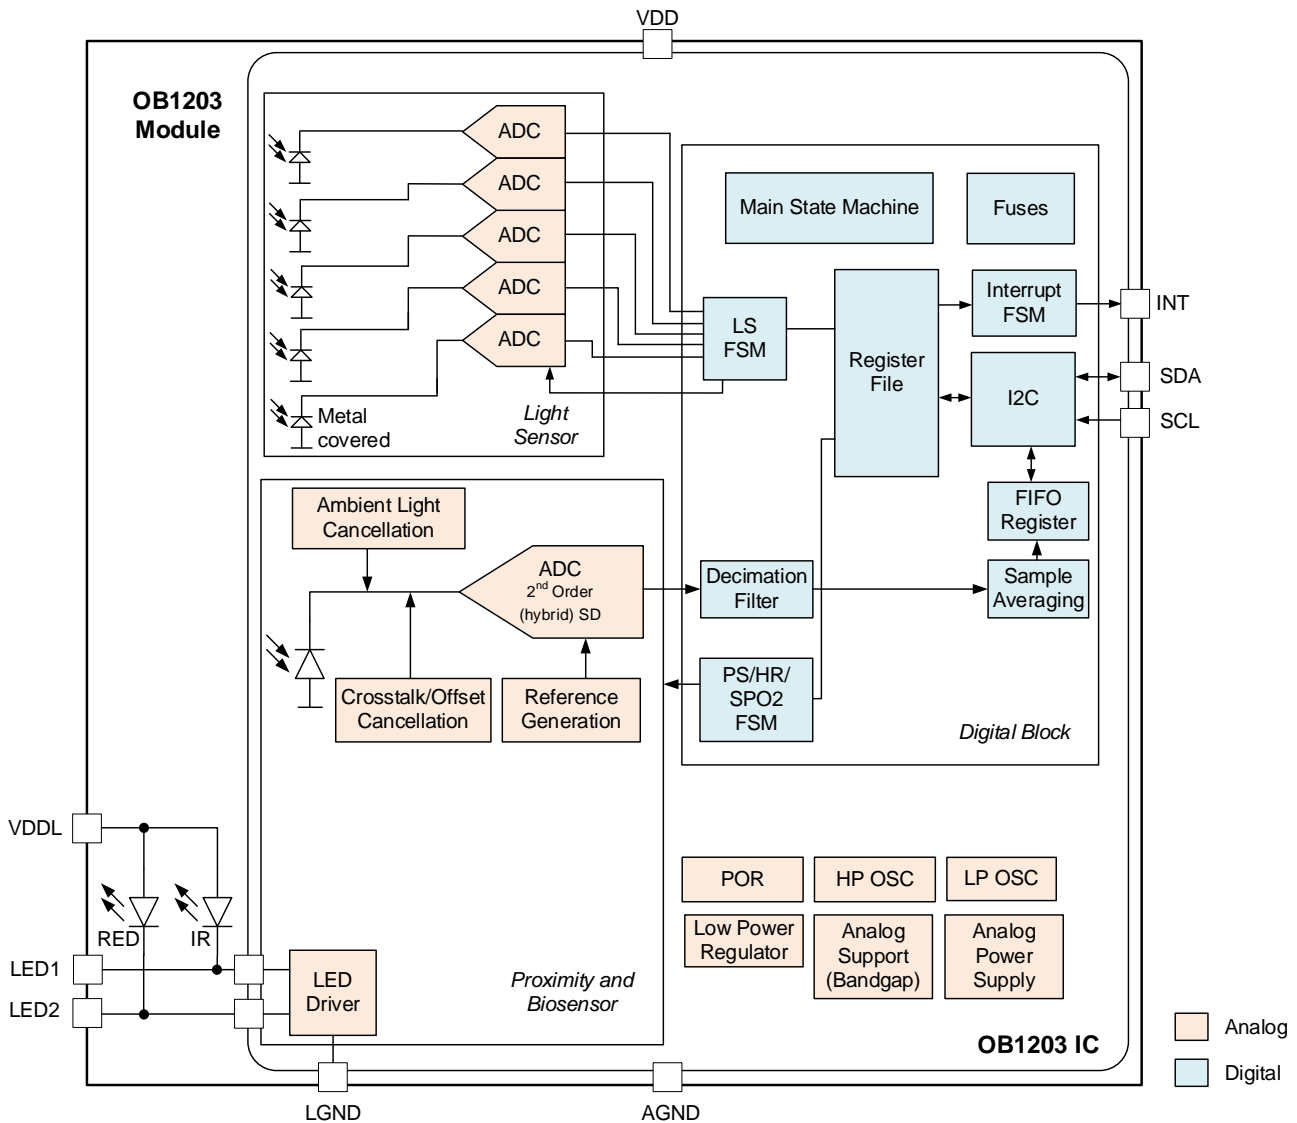 VDD
OB1203
Module
ADC
ADC
ADC
ADC
ADC
Metal
covered
Light
Sensor
Main State Machine
Fuses
LS
FSM
Register
File
Interrupt
FSM
I2C
FIFO
Register
Sample
Averaging
Decimation
Filter
PS/HR/
SPO2
FSM
Digital Block
INT
SDA
SCL
Ambient Light
Cancellation
ADC
2nd Order
(hybrid) SD
Crosstalk/Offset
Cancellation
Reference
Generation
VDDL
RED
IR
LED1
LED2
LED
Driver
Proximity and
Biosensor
POR
HP OSC
LP OSC
Low Power
Regulator
Analog
Support
(Bandgap)
Analog
Power
Supply
OB1203 IC
Analog
Digital
LGND
AGND